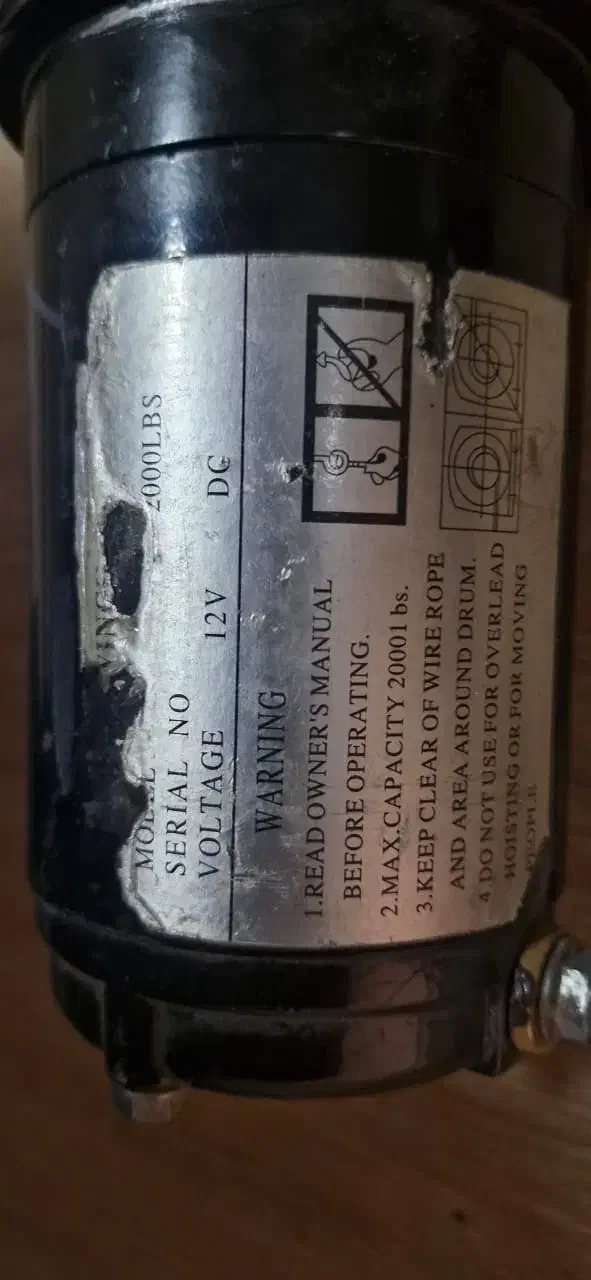 MODEL 2000LBS
SERIAL NO
VOLTAGE 12V DC
WARNING
1.READ OWNER'S MANUAL
BEFORE OPERATING.
2.MAX.CAPACITY 20001 bs.
3.KEEP CLEAR OF WIRE ROPE
AND AREA AROUND DRUM.
4.DO NOT USE FOR OVERLEAD
HOISTING OR FOR MOVING
PEOPLE